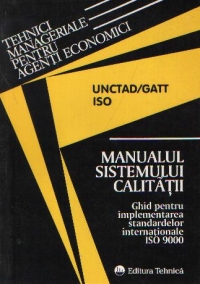 TEHNICI
MANAGERIALE
PENTRU
AGENTI ECONOMICI
UNCTAD/GATT
ISO
MANUALUL
SISTEMULUI
CALITĂȚII
Ghid pentru
implementarea
standardelor
internaționale
ISO 9000
Editura Tehnică